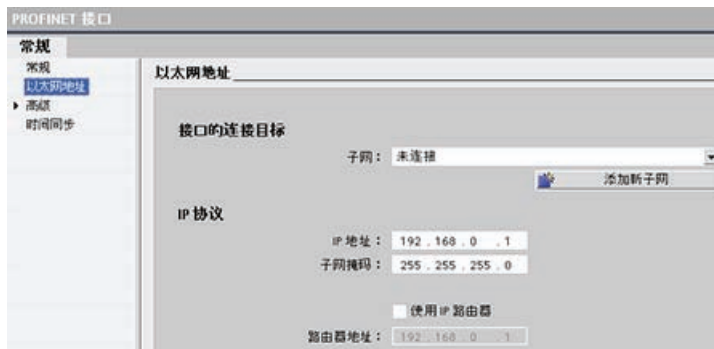 PROFINET 接口
常规
常规
以太网地址
高级
时间同步
以太网地址
接口的连接目标
子网： 未连接
添加新子网
IP 协议
IP 地址： 192 . 168 . 0 . 1
子网掩码： 255 . 255 . 255 . 0
使用 IP 路由器
路由器地址： 192 . 168 . 0 . 1